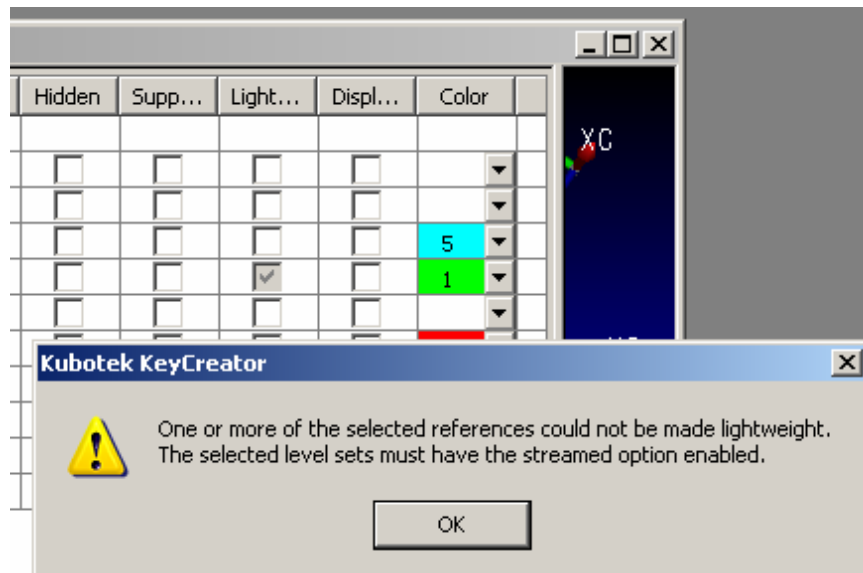 Hidden Supp... Light... Displ... Color
XC
5
1
Kubotek KeyCreator
One or more of the selected references could not be made lightweight.
The selected level sets must have the streamed option enabled.
OK